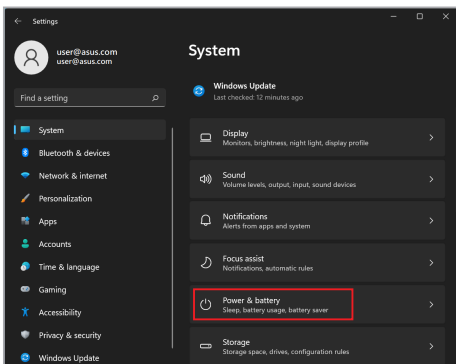 Settings
user@asus.com
user@asus.com
Find a setting
System
Bluetooth & devices
Network & internet
Personalization
Apps
Accounts
Time & language
Gaming
Accessibility
Privacy & security
Windows Update
System
Windows Update
Last checked: 12 minutes ago
Display
Monitors, brightness, night light, display profile
Sound
Volume levels, output, input, sound devices
Notifications
Alerts from apps and system
Focus assist
Notifications, automatic rules
Power & battery
Sleep, battery usage, battery saver
Storage
Storage space, drives, configuration rules